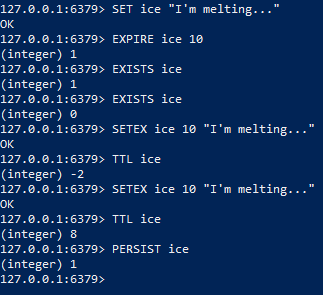 127.0.0.1:6379> SET ice "I'm melting..."
OK
127.0.0.1:6379> EXPIRE ice 10
(integer) 1
127.0.0.1:6379> EXISTS ice
(integer) 1
127.0.0.1:6379> EXISTS ice
(integer) 0
127.0.0.1:6379> SETEX ice 10 "I'm melting..."
OK
127.0.0.1:6379> TTL ice
(integer) -2
127.0.0.1:6379> SETEX ice 10 "I'm melting..."
OK
127.0.0.1:6379> TTL ice
(integer) 8
127.0.0.1:6379> PERSIST ice
(integer) 1
127.0.0.1:6379>